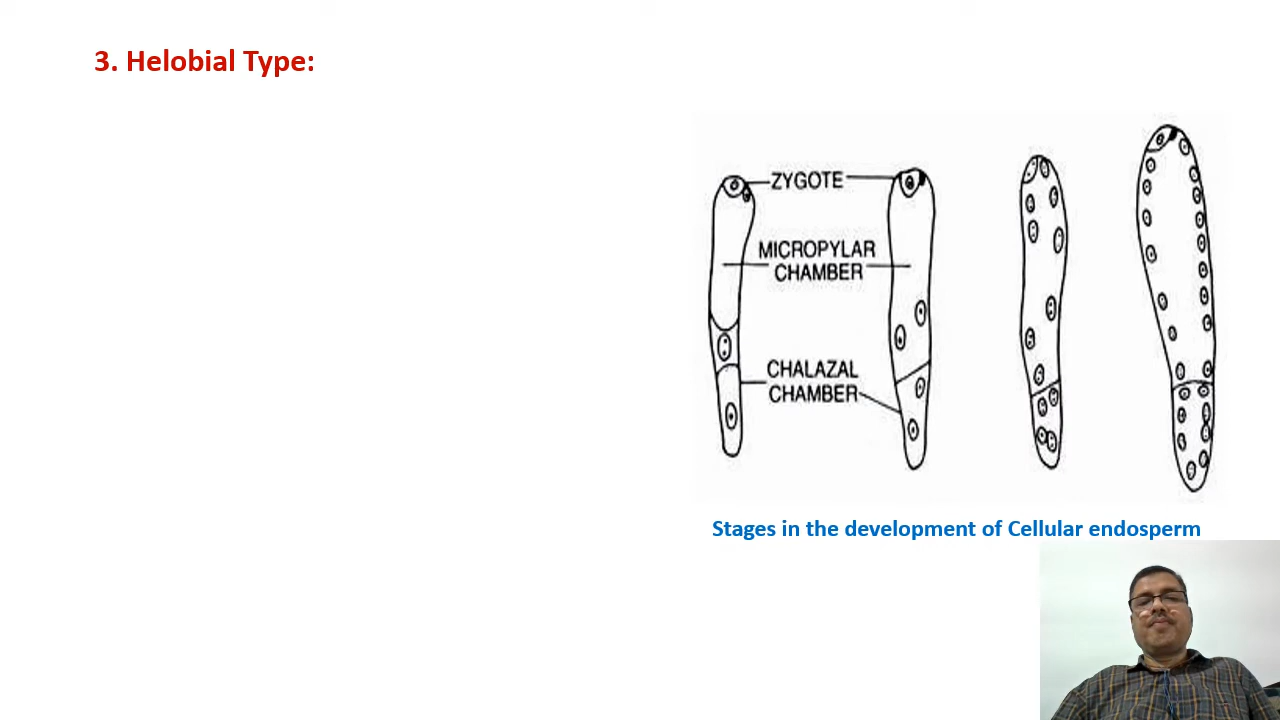 3. Helobial Type:
ZYGOTE
MICROPYLAR
CHAMBER
CHALAZAL
CHAMBER
Stages in the development of Cellular endosperm